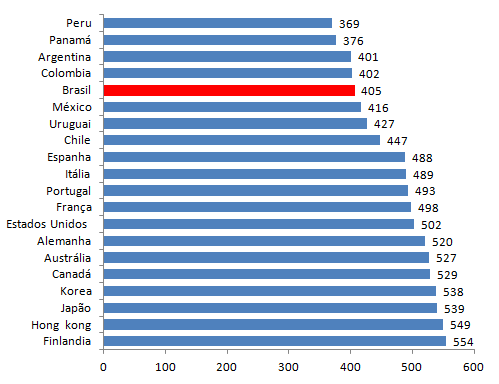 Peru 369
Panamá 376
Argentina 401
Colombia 402
Brasil 405
México 416
Uruguai 427
Chile 447
Espanha 488
Itália 489
Portugal 493
França 498
Estados Unidos 502
Alemanha 520
Austrália 527
Canadá 529
Korea 538
Japão 539
Hong kong 549
Finlandia 554
0 100 200 300 400 500 600